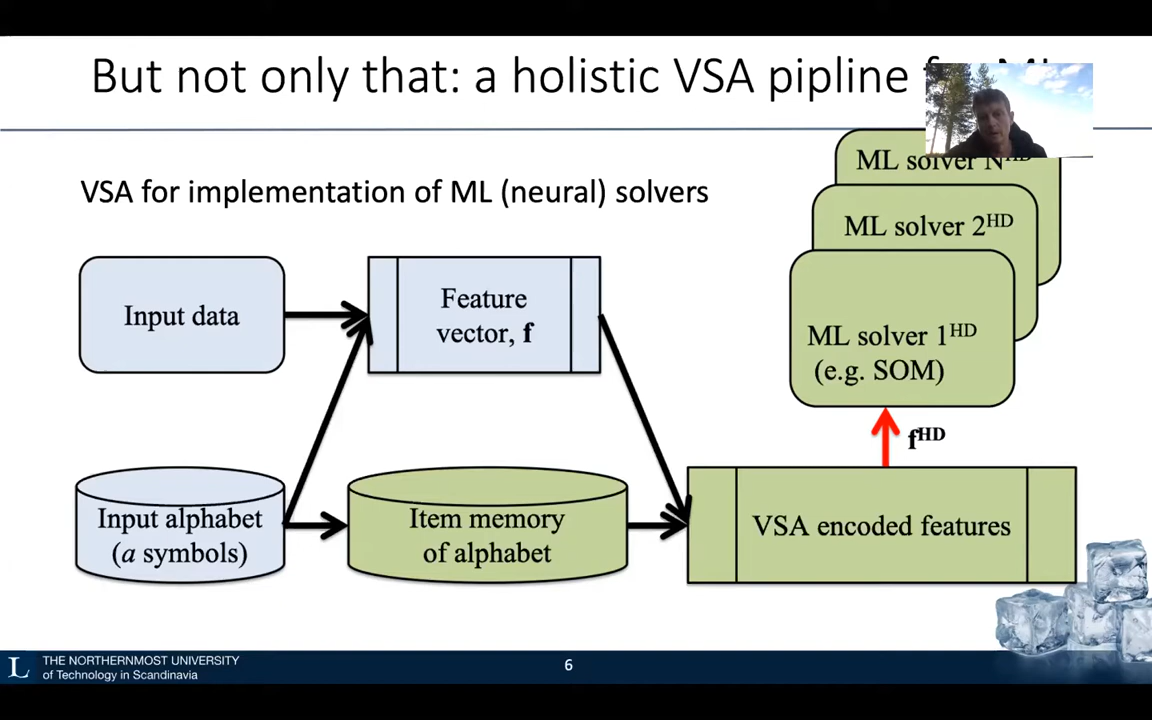 But not only that: a holistic VSA pipline
VSA for implementation of ML (neural) solvers
ML solver N
ML solver 2HD
ML solver 1HD
(e.g. SOM)
Input data
Feature
vector, f
fHD
Input alphabet
(a symbols)
Item memory
of alphabet
VSA encoded features
L
THE NORTHERNMOST UNIVERSITY
of Technology in Scandinavia
6